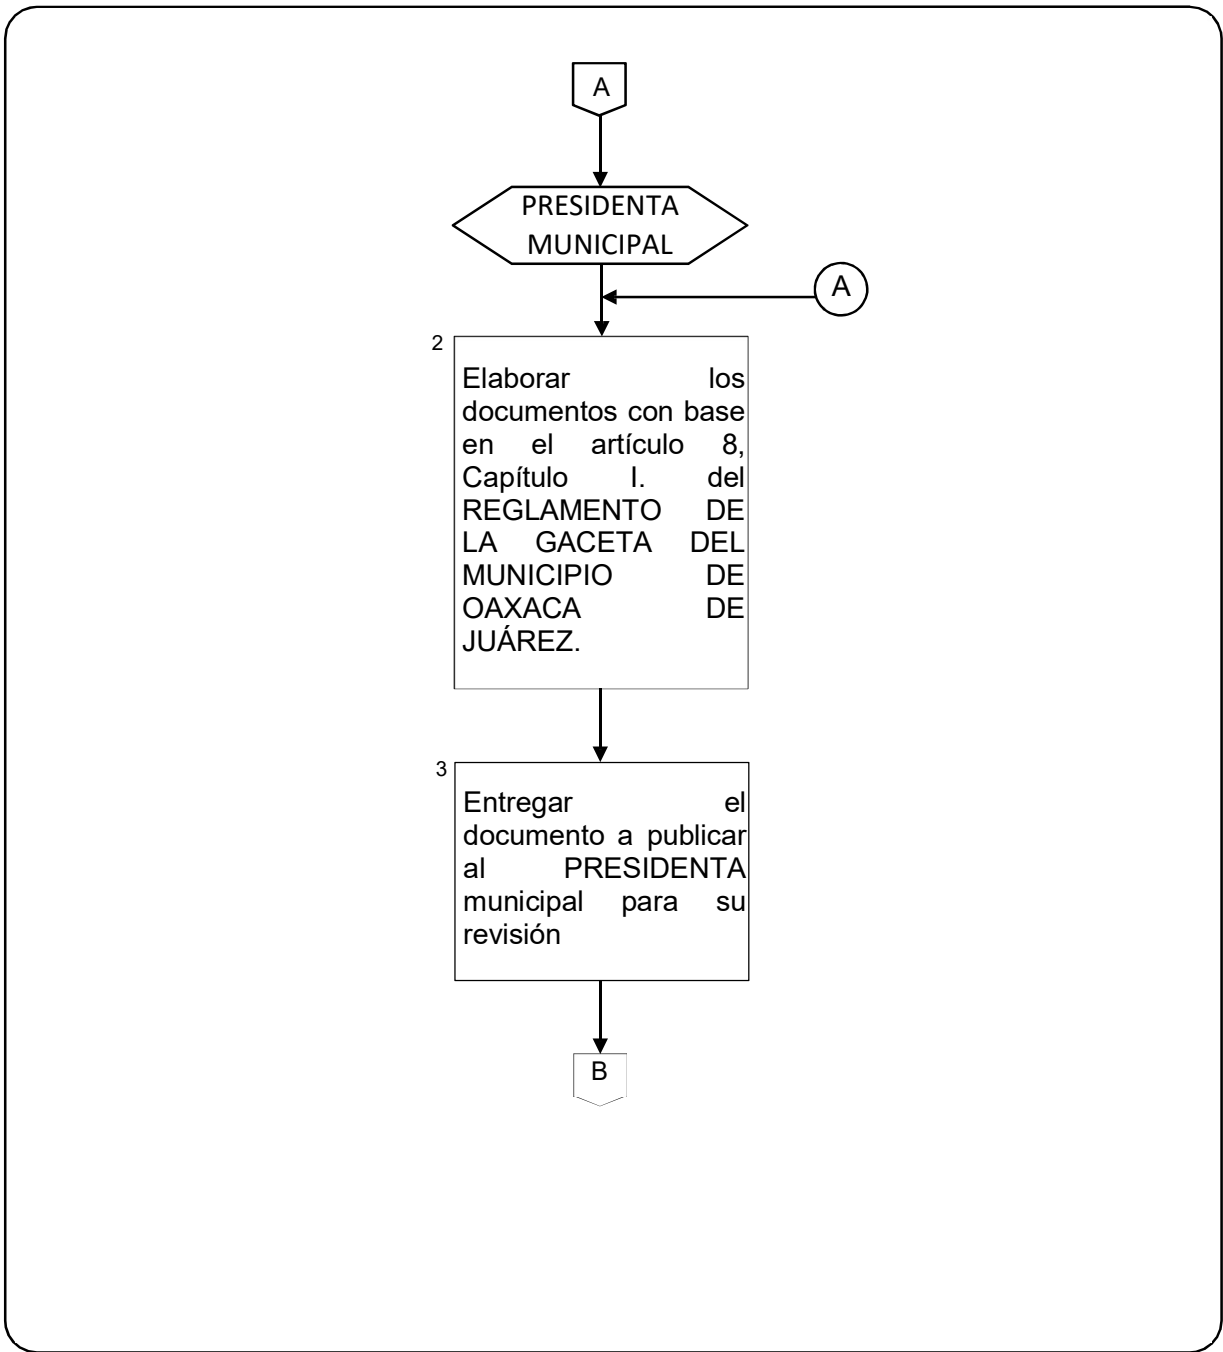 A
PRESIDENTA
MUNICIPAL
A
2
Elaborar los
documentos con base
en el artículo 8,
Capítulo I. del
REGLAMENTO DE
LA GACETA DEL
MUNICIPIO DE
OAXACA DE
JUÁREZ.
3
Entregar el
documento a publicar
al PRESIDENTA
municipal para su
revisión
B